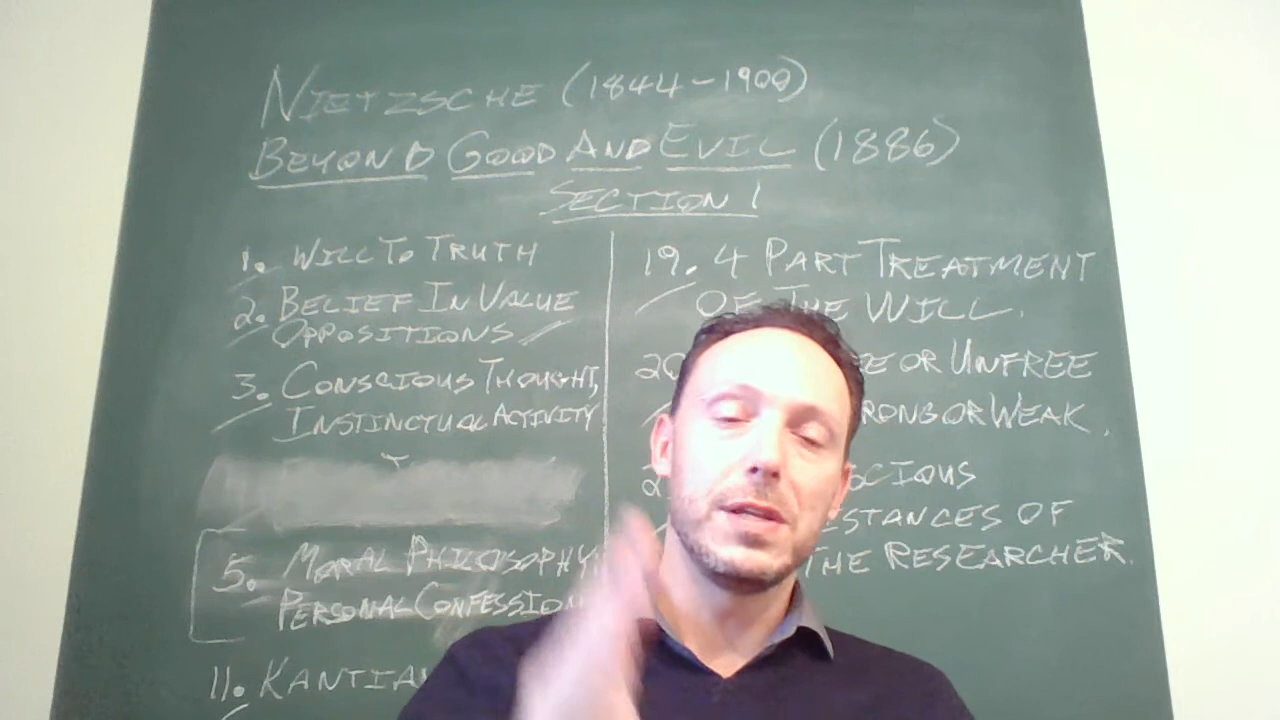 NIETZSCHE (1844-1900)
BEYOND GOOD AND EVIL (1886)
SECTION 1
1. WILL TO TRUTH
2. BELIEF IN VALUE
OPPOSITIONS
3. CONSCIOUS THOUGHT,
INSTINCTUAL ACTIVITY
5. MORAL PHILOSOPHY,
PERSONAL CONFESSION
11. KANTIAN
19. 4 PART TREATMENT
OF THE WILL.
OR UNFREE
OR WEAK,
OF
THE RESEARCHER.